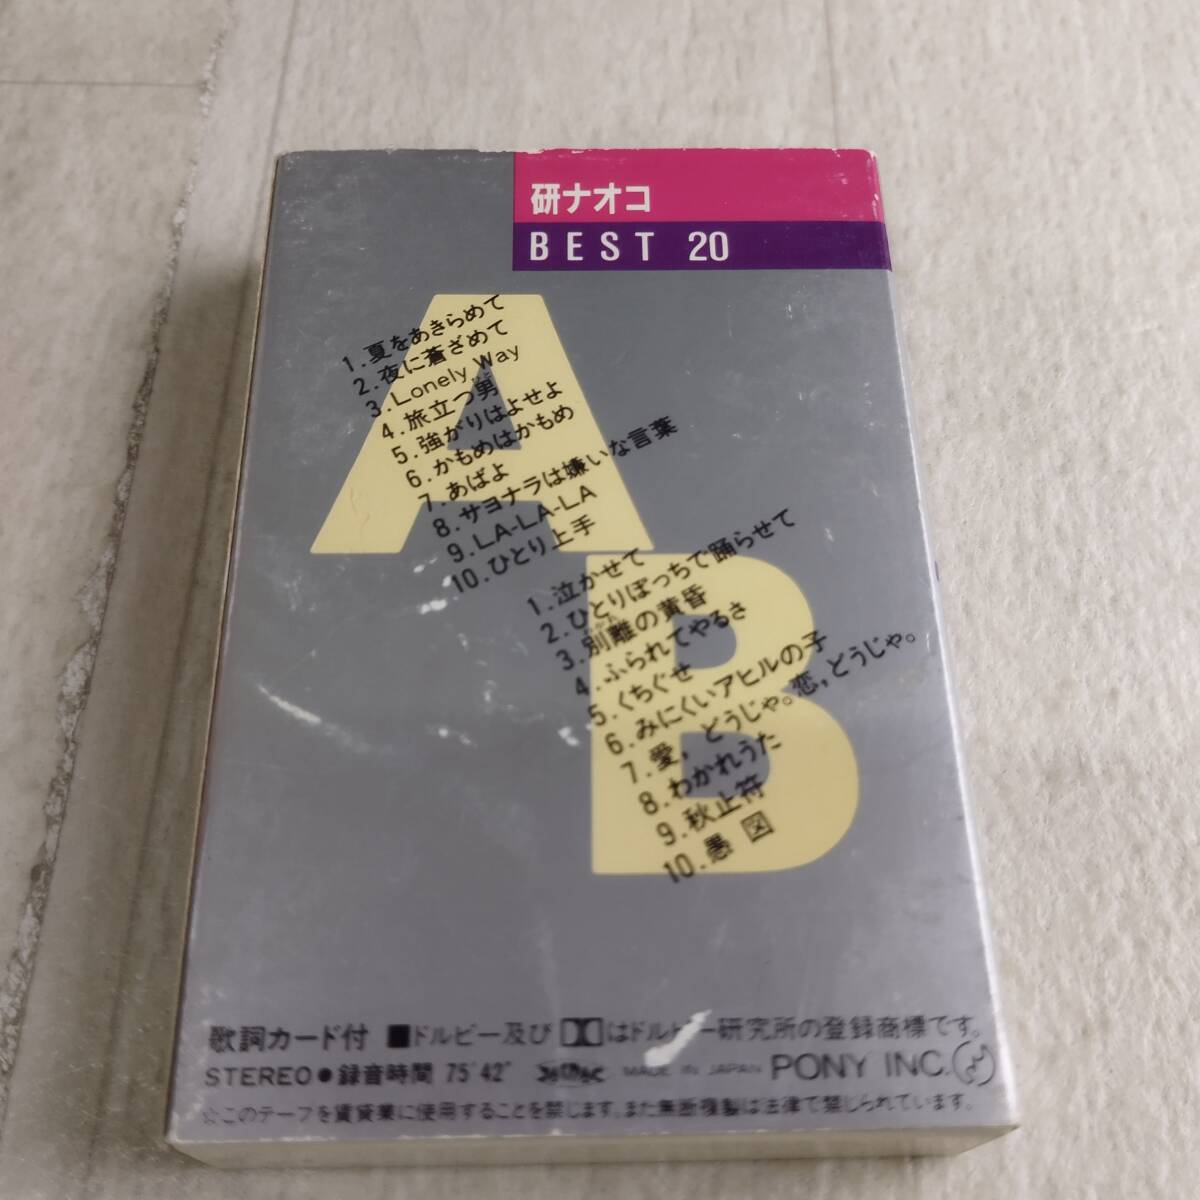 研ナオコ
BEST 20
1.夏をあきらめて
2.夜に蒼ざめて
3.Lonely Way
4.旅立つ男
5.強がりはよせよ
6.かもめはかもめ
7.あばよ
8.サヨナラは嫌いな言葉
9.LA-LA-LA
10.ひとり上手
1.泣かせて
2.ひとりぽっちで踊らせて
3.別離の黄昏
4.ふられてやるさ
5.くちぐせ
6.みにくいアヒルの子
7.愛，どうじゃ。恋，どうじゃ。
8.わかれうた
9.秋止符
10.愚図
歌詞カード付 ■ドルビー及び はドルビー研究所の登録商標です。
STEREO●録音時間 75′42″ JASRAC MADE IN JAPAN PONY INC.
☆このテープを賃貸業に使用することを禁じます。また無断複製は法律で禁じられています。